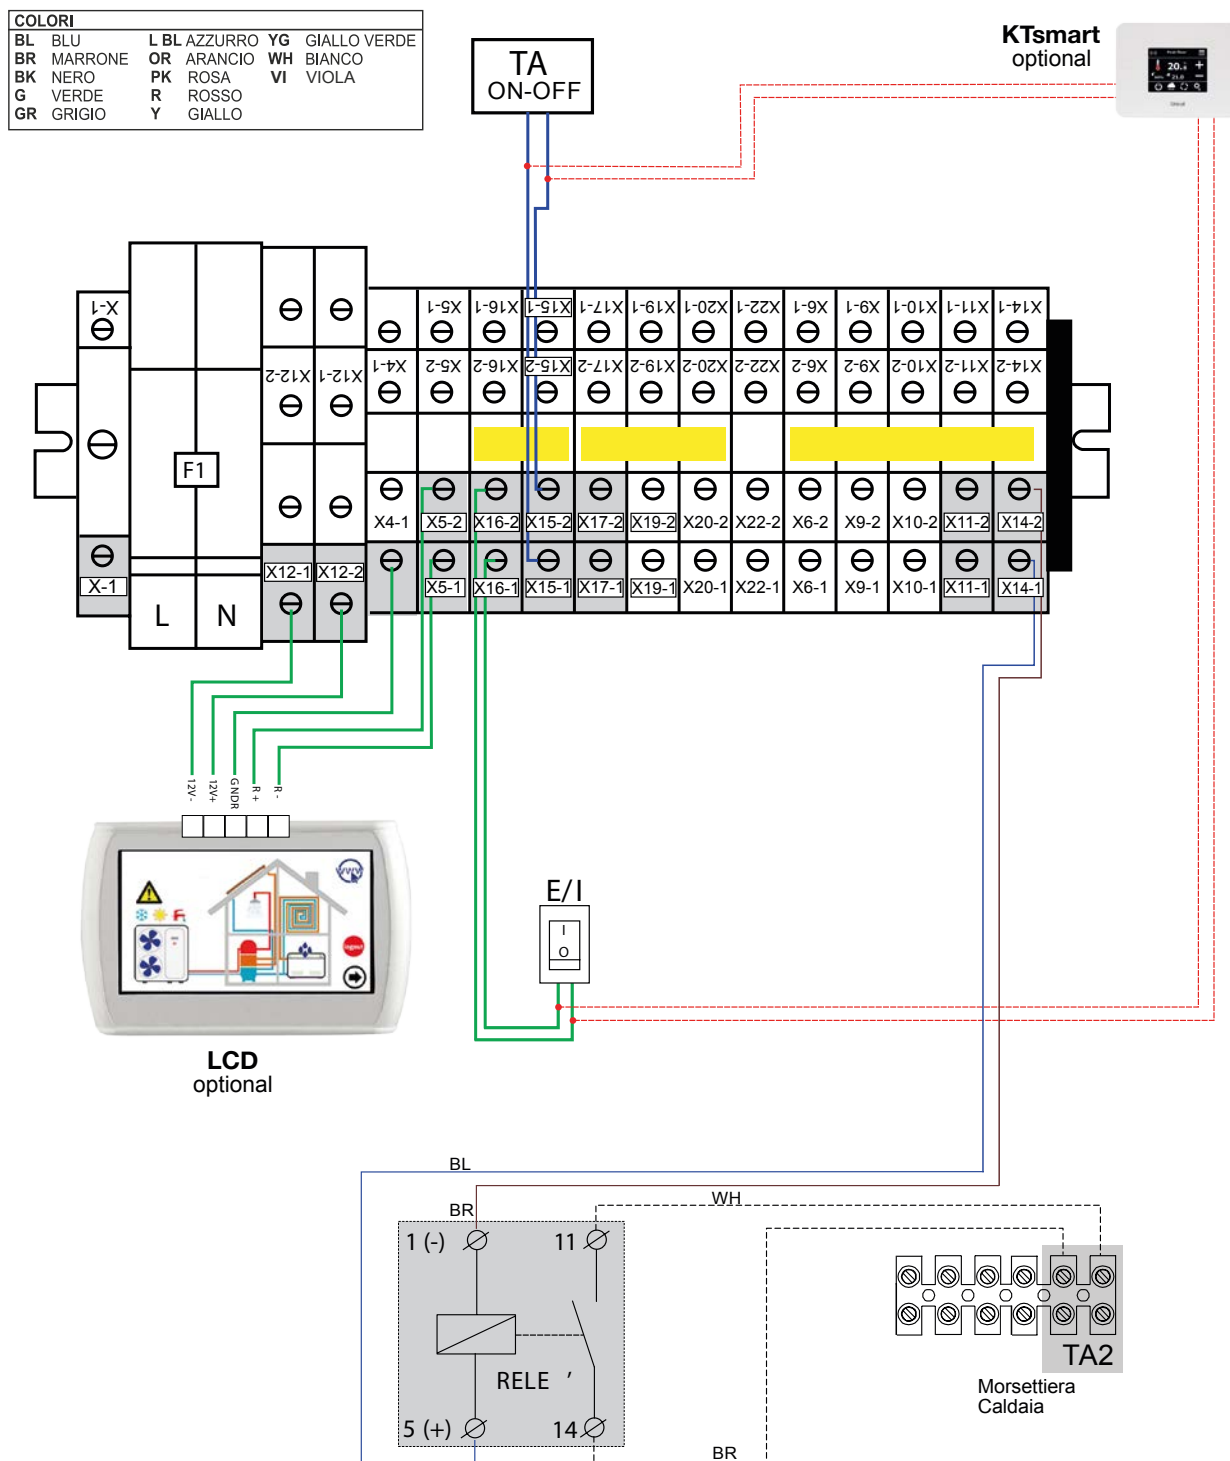 COLORI
BL BLU L BL AZZURRO YG GIALLO VERDE
BR MARRONE OR ARANCIO WH BIANCO
BK NERO PK ROSA VI VIOLA
G VERDE R ROSSO
GR GRIGIO Y GIALLO
TA
ON-OFF
KTsmart
optional
X-1
X5-1 X16-1 X15-1 X17-1 X19-1 X20-1 X22-1 X6-1 X9-1 X10-1 X11-1 X14-1
X12-2 X12-1 X4-1 X5-2 X16-2 X15-2 X17-2 X19-2 X20-2 X22-2 X6-2 X9-2 X10-2 X11-2 X14-2
F1
X4-1 X5-2 X16-2 X15-2 X17-2 X19-2 X20-2 X22-2 X6-2 X9-2 X10-2 X11-2 X14-2
X-1 X12-1 X12-2 X5-1 X16-1 X15-1 X17-1 X19-1 X20-1 X22-1 X6-1 X9-1 X10-1 X11-1 X14-1
L N
12V-
12V+
GNDR
R +
R -
www
logout
LCD
optional
E/I
I
O
BL
BR
WH
1 (-) 11
RELE '
5 (+) 14
TA2
Morsettiera
Caldaia
BR